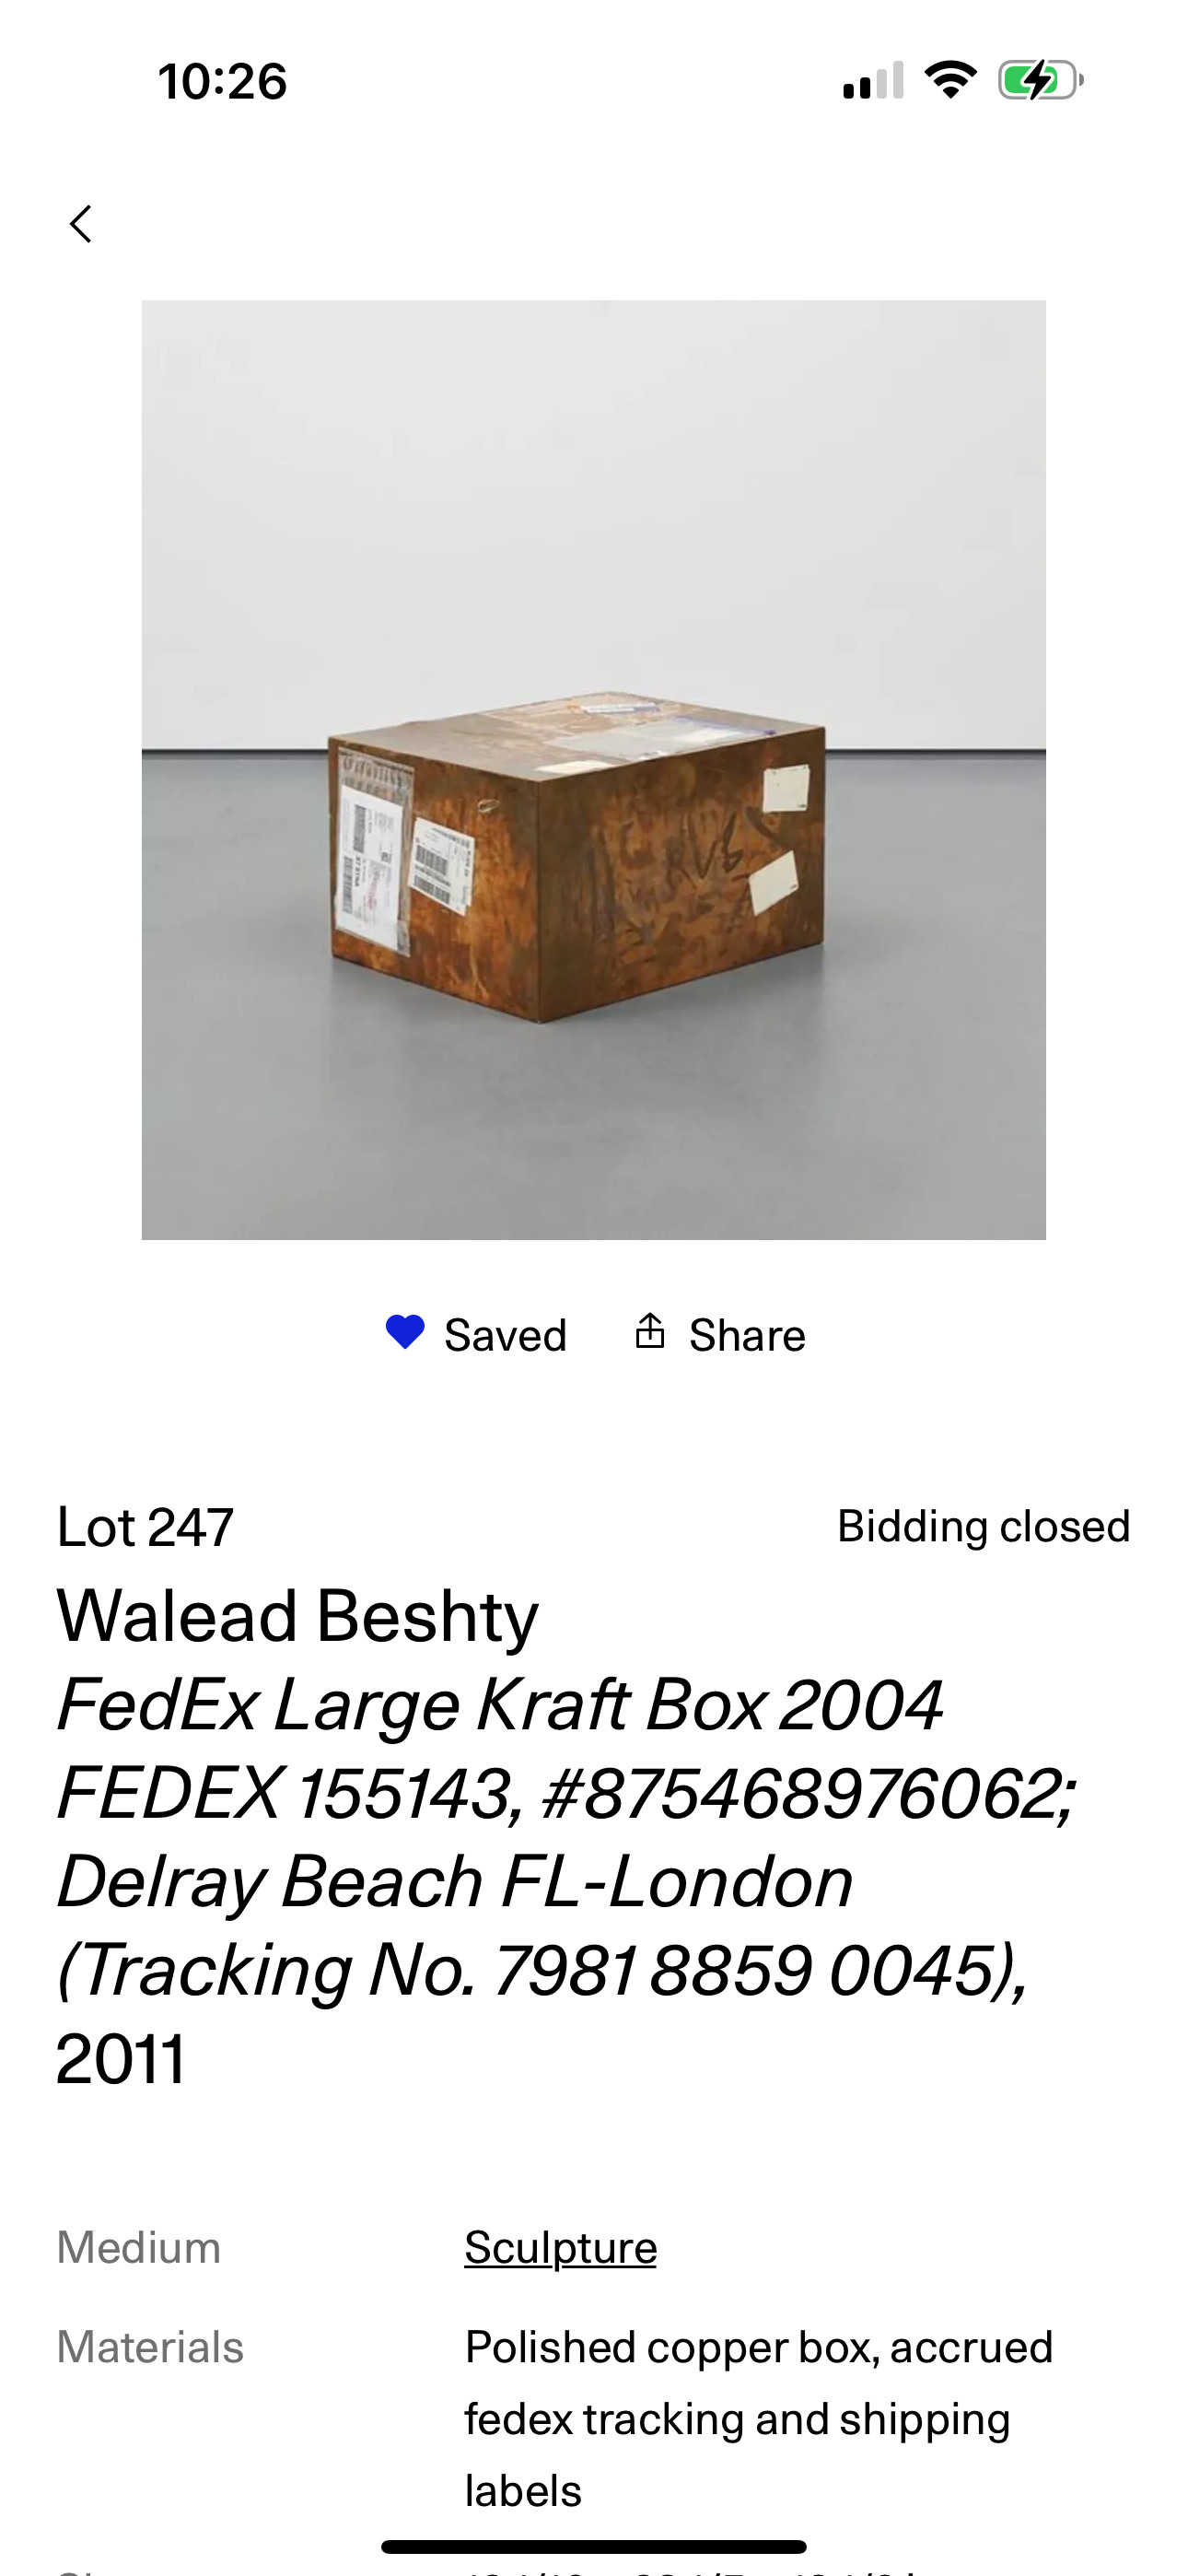 10:26
Saved Share
Lot 247 Bidding closed
Walead Beshty
FedEx Large Kraft Box 2004
FEDEX 155143, #875468976062;
Delray Beach FL-London
(Tracking No. 7981 8859 0045),
2011
Medium Sculpture
Materials Polished copper box, accrued
fedex tracking and shipping
labels